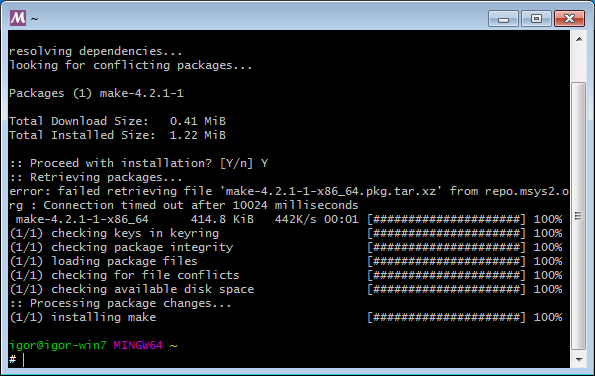 ~
resolving dependencies...
looking for conflicting packages...
Packages (1) make-4.2.1-1
Total Download Size:   0.41 MiB
Total Installed Size:  1.22 MiB
:: Proceed with installation? [Y/n] Y
:: Retrieving packages...
error: failed retrieving file 'make-4.2.1-1-x86_64.pkg.tar.xz' from repo.msys2.o
rg : Connection timed out after 10024 milliseconds
 make-4.2.1-1-x86_64      414.8 KiB   442K/s 00:01 [#####################] 100%
(1/1) checking keys in keyring                     [#####################] 100%
(1/1) checking package integrity                   [#####################] 100%
(1/1) loading package files                        [#####################] 100%
(1/1) checking for file conflicts                  [#####################] 100%
(1/1) checking available disk space                [#####################] 100%
:: Processing package changes...
(1/1) installing make                              [#####################] 100%
igor@igor-win7 MINGW64 ~
#